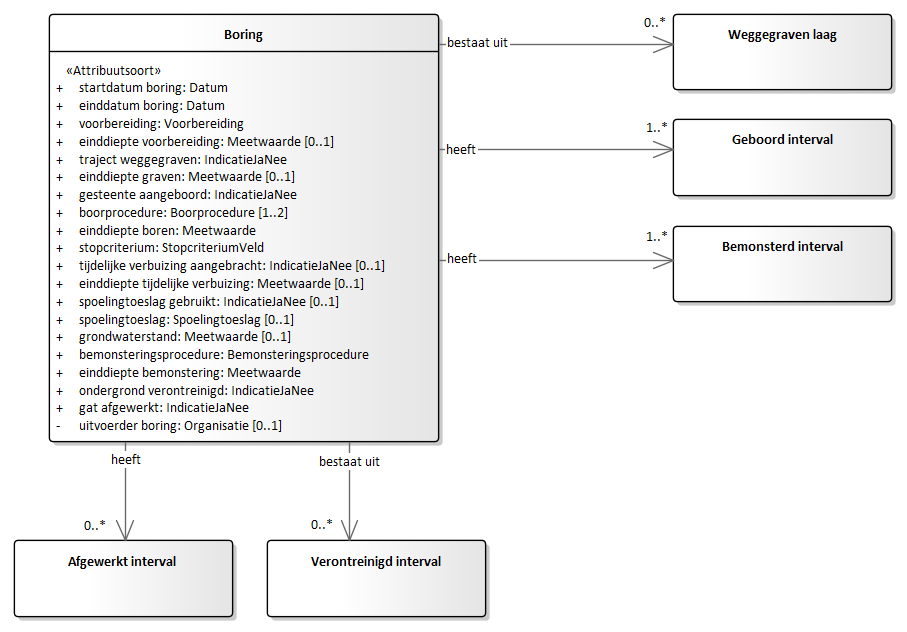 Boring
«Attribuutsoort»
+ startdatum boring: Datum
+ einddatum boring: Datum
+ voorbereiding: Voorbereiding
+ einddiepte voorbereiding: Meetwaarde [0..1]
+ traject weggegraven: IndicatieJaNee
+ einddiepte graven: Meetwaarde [0..1]
+ gesteente aangeboord: IndicatieJaNee
+ boorprocedure: Boorprocedure [1..2]
+ einddiepte boren: Meetwaarde
+ stopcriterium: StopcriteriumVeld
+ tijdelijke verbuizing aangebracht: IndicatieJaNee [0..1]
+ einddiepte tijdelijke verbuizing: Meetwaarde [0..1]
+ spoelingtoeslag gebruikt: IndicatieJaNee [0..1]
+ spoelingtoeslag: Spoelingtoeslag [0..1]
+ grondwaterstand: Meetwaarde [0..1]
+ bemonsteringsprocedure: Bemonsteringsprocedure
+ einddiepte bemonstering: Meetwaarde
+ ondergrond verontreinigd: IndicatieJaNee
+ gat afgewerkt: IndicatieJaNee
- uitvoerder boring: Organisatie [0..1]
bestaat uit
0..*
Weggegraven laag
heeft
1..*
Geboord interval
heeft
1..*
Bemonsterd interval
heeft
0..*
Afgewerkt interval
bestaat uit
0..*
Verontreinigd interval